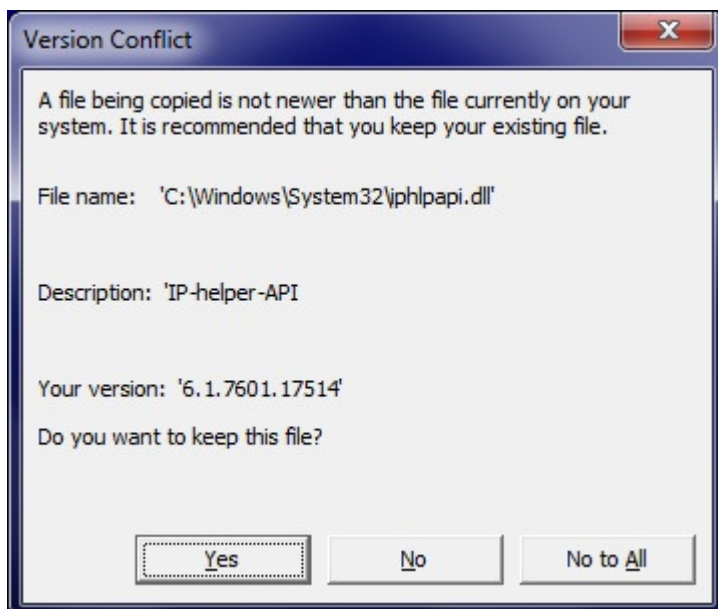 Version Conflict
A file being copied is not newer than the file currently on your
system. It is recommended that you keep your existing file.
File name: 'C:\Windows\System32\iphlpapi.dll'
Description: 'IP-helper-API
Your version: '6.1.7601.17514'
Do you want to keep this file?
Yes No No to All